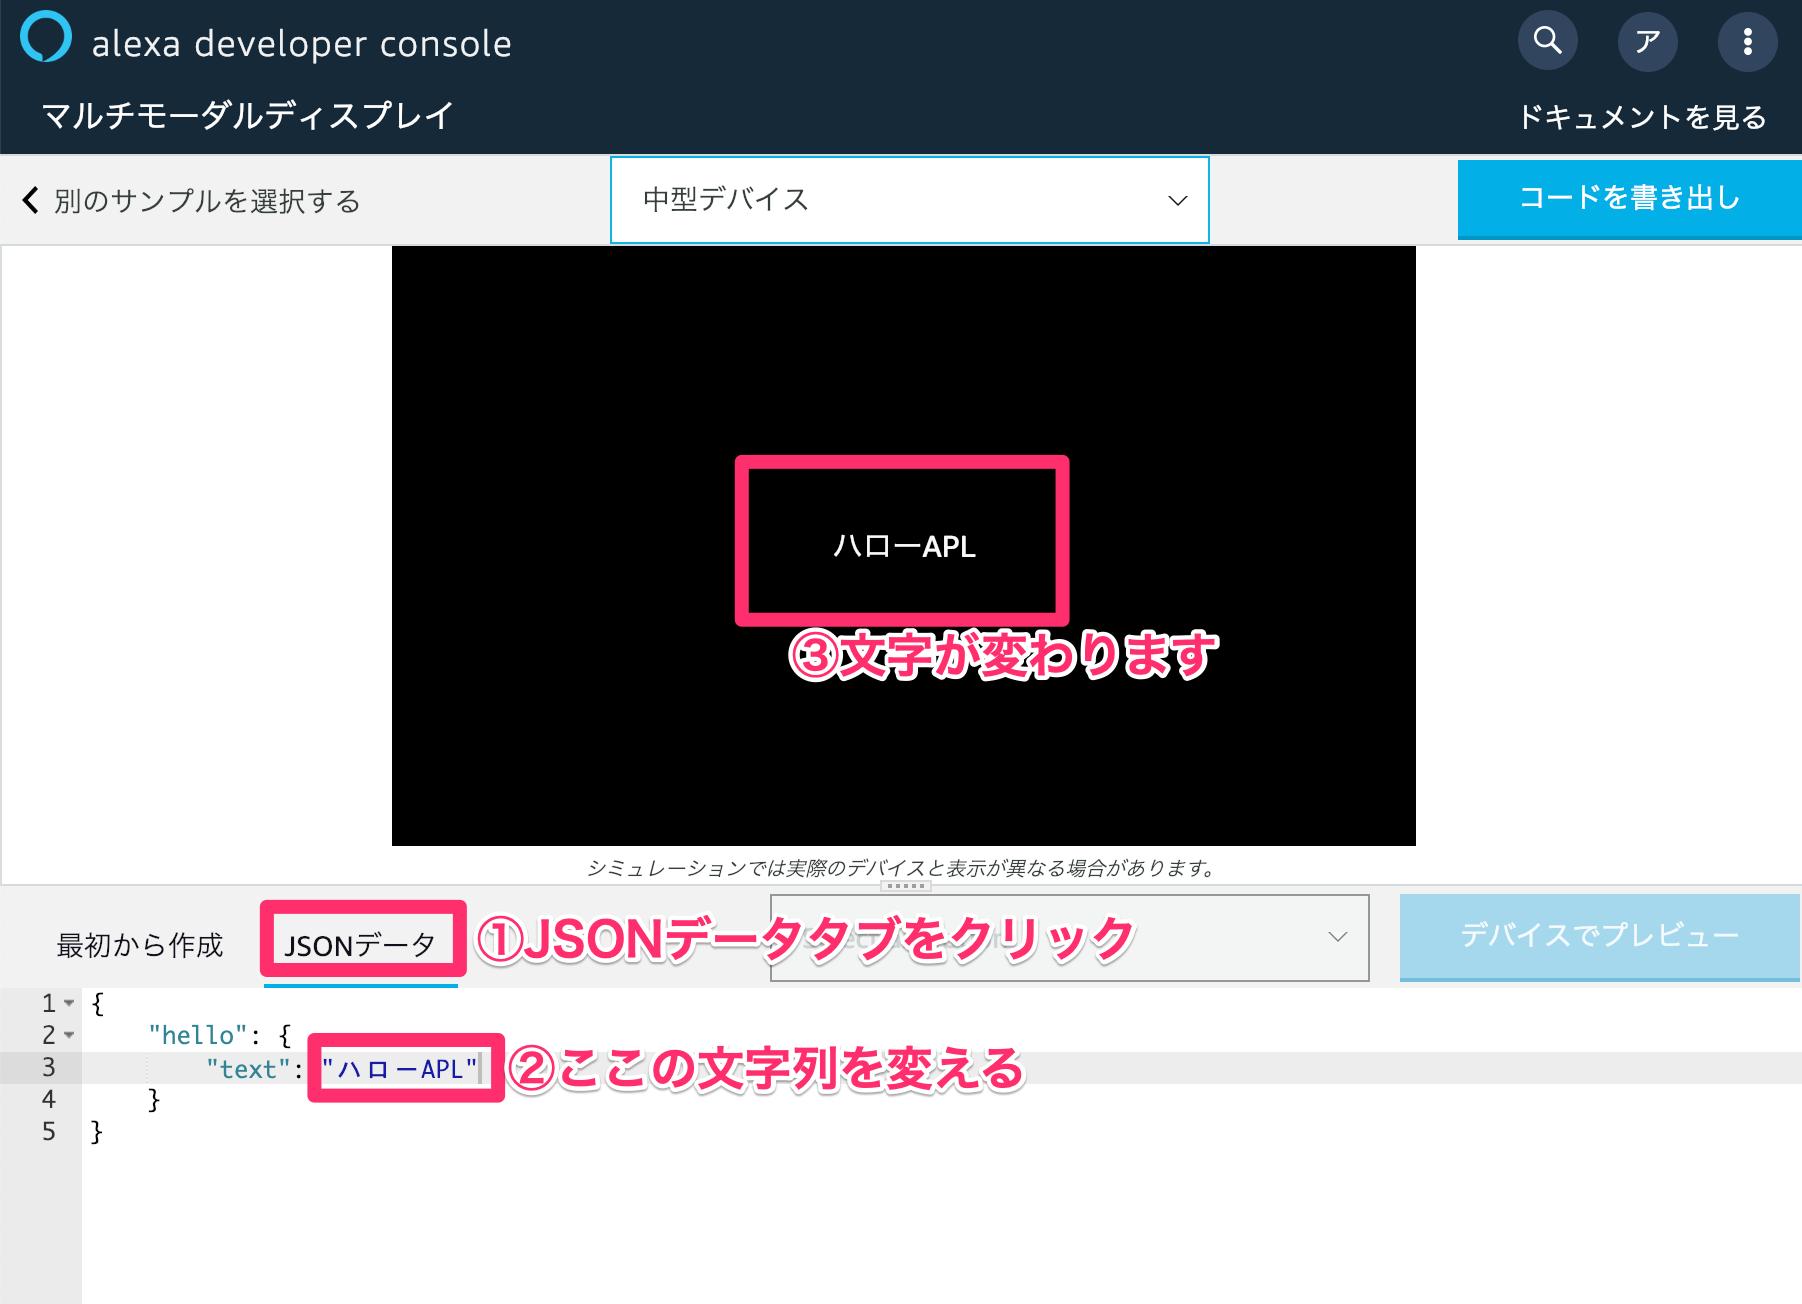 alexa developer console
ア
マルチモーダルディスプレイ
ドキュメントを見る
別のサンプルを選択する
中型デバイス
コードを書き出し
ハローAPL
③文字が変わります
シミュレーションでは実際のデバイスと表示が異なる場合があります。
最初から作成
JSONデータ
①JSONデータタブをクリック
デバイスでプレビュー
1 {
2 "hello": {
3 "text": "ハローAPL"
②ここの文字列を変える
4 }
5 }